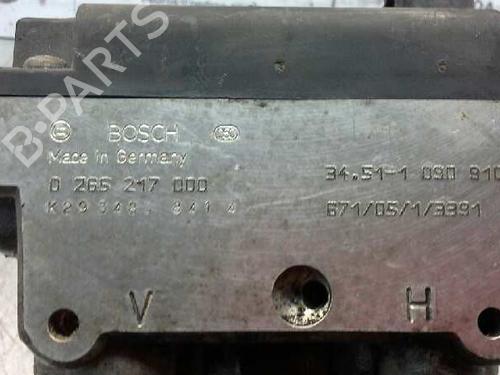 B-PARTS
BOSCH
Made in Germany
0 265 217 000
34.51-1 090 910
671/05/1/3391
V
H